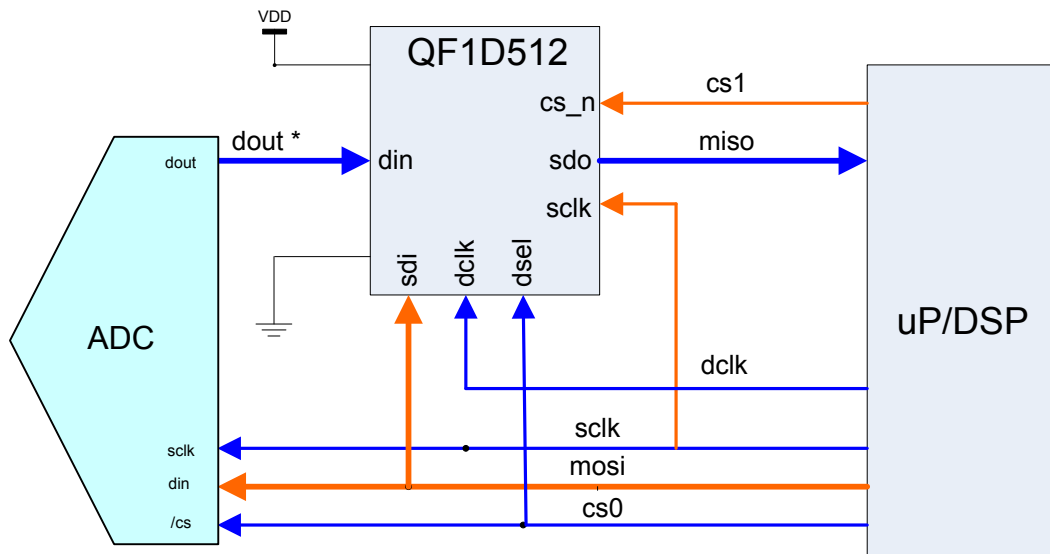 VDD
QF1D512
cs1
cs_n
dout *
miso
dout
din
sdo
sclk
sdi
dclk
dsel
ADC
uP/DSP
dclk
sclk
sclk
mosi
din
cs0
/cs